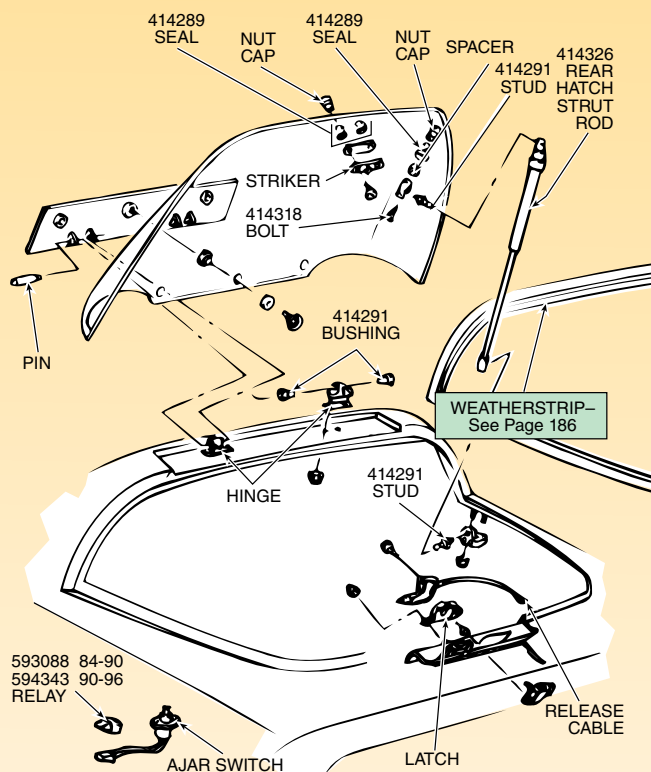 414289
SEAL
NUT
CAP
414289
SEAL
NUT
CAP
SPACER
414291
STUD
414326
REAR
HATCH
STRUT
ROD
STRIKER
414318
BOLT
PIN
414291
BUSHING
WEATHERSTRIP–
See Page 186
HINGE
414291
STUD
593088 84-90
594343 90-96
RELAY
AJAR SWITCH
LATCH
RELEASE
CABLE